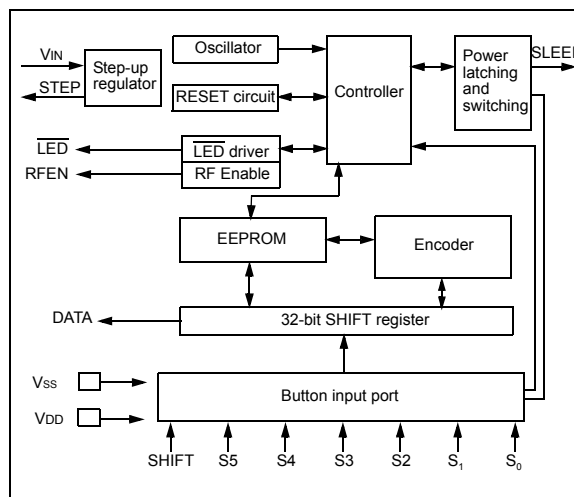 VIN
STEP
Step-up
regulator
Oscillator
RESET circuit
Controller
Power
latching
and
switching
SLEEP
LED
RFEN
LED driver
RF Enable
EEPROM
Encoder
DATA
32-bit SHIFT register
VSS
VDD
Button input port
SHIFT S5 S4 S3 S2 S1 S0